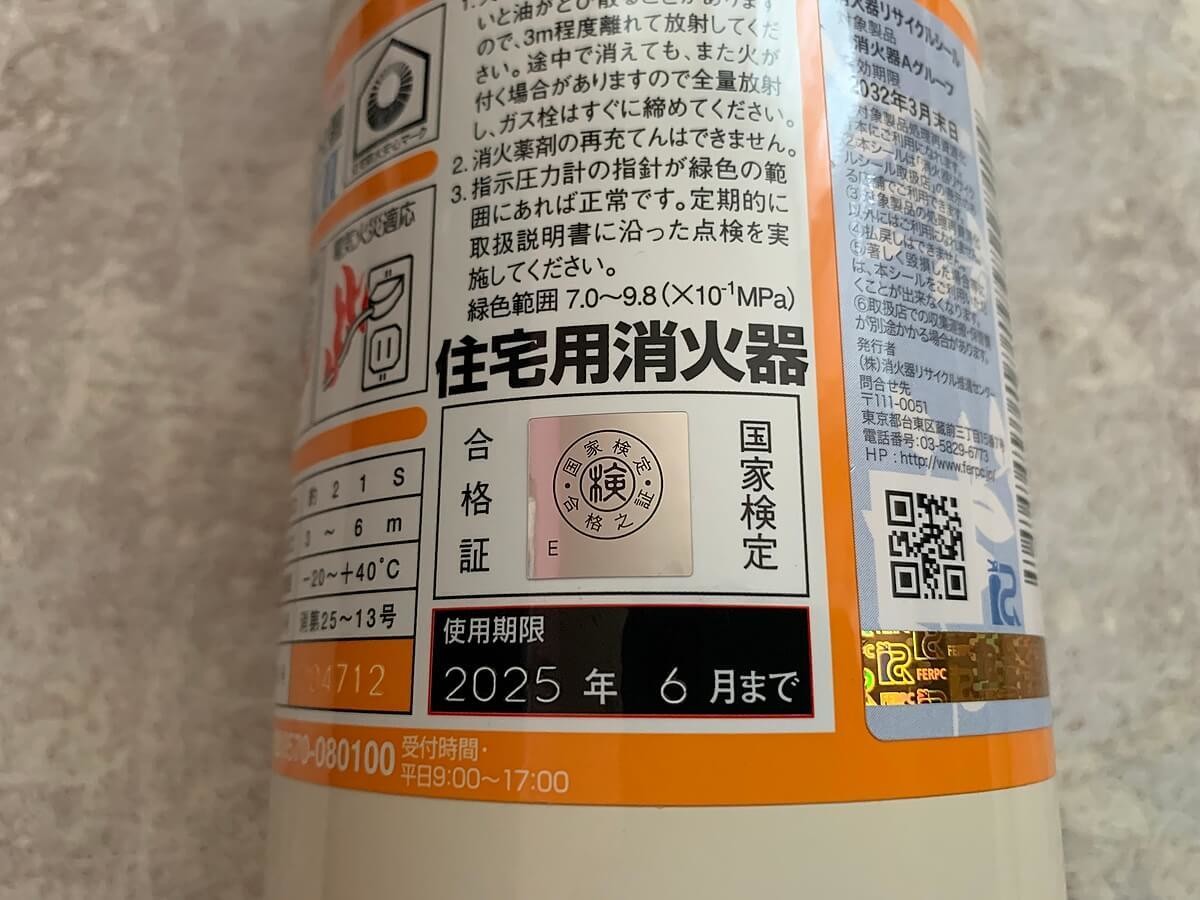 いと油がとび散ることがあります
ので、3m程度離れて放射してくだ
さい。途中で消えても、また火が
付く場合がありますので全量放射
し、ガス栓はすぐに締めてください。
2. 消火薬剤の再充てんはできません。
3. 指示圧力計の指針が緑色の範
囲にあれば正常です。定期的に
取扱説明書に沿った点検を実
施してください。
緑色範囲 7.0〜9.8(×10⁻¹MPa)
住宅用消火器
合格証
国家検定
検
合格之証
E
国家検定
使用期限
2025 年 6 月まで
火災適応
約 2 1 S
3 〜 6 m
-20〜+40℃
消第25〜13号
4712
570-080100
受付時間・
平日9:00〜17:00
消火器リサイクルシール
対象製品
消火器Aグループ
有効期限
2032年3月末日
発行者
(株)消火器リサイクル推進センター
問合せ先
〒111-0051
東京都台東区蔵前三丁目15番7号
電話番号:03-5829-6773
HP:http://www.ferpc.jp/
FERPC